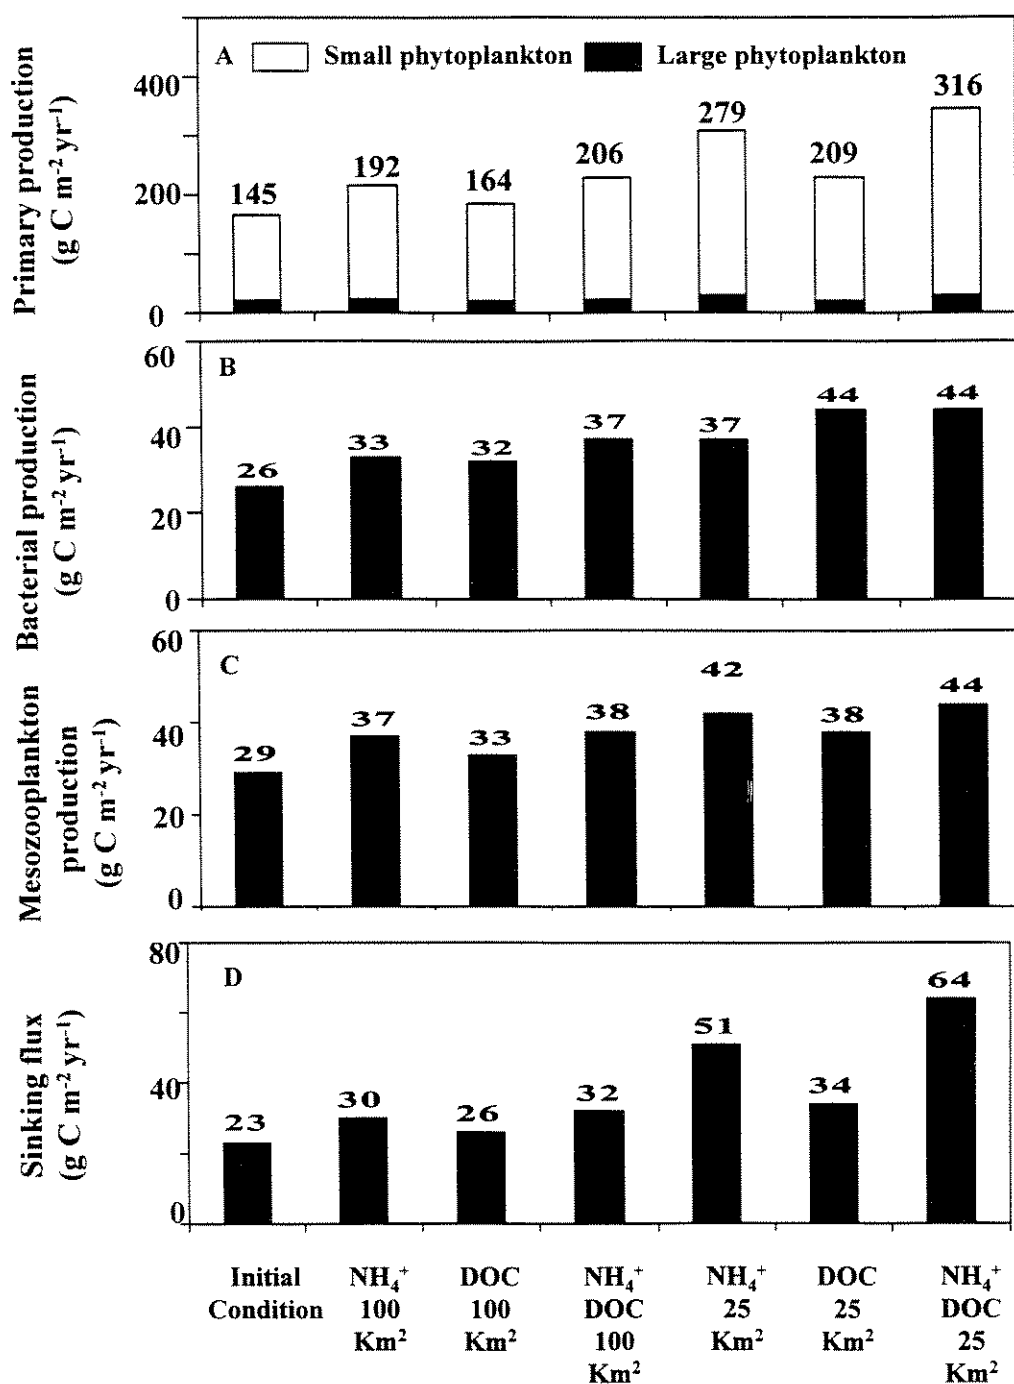 A Small phytoplankton Large phytoplankton
Primary production
(g C m⁻² yr⁻¹)
400
200
0
145 192 164 206 279 209 316
B
Bacterial production
(g C m⁻² yr⁻¹)
60
40
20
0
26 33 32 37 37 44 44
C
Mesozooplankton
production
(g C m⁻² yr⁻¹)
60
40
20
0
29 37 33 38 42 38 44
D
Sinking flux
(g C m⁻² yr⁻¹)
80
40
0
23 30 26 32 51 34 64
Initial
Condition
NH₄⁺
100
Km²
DOC
100
Km²
NH₄⁺
DOC
100
Km²
NH₄⁺
25
Km²
DOC
25
Km²
NH₄⁺
DOC
25
Km²